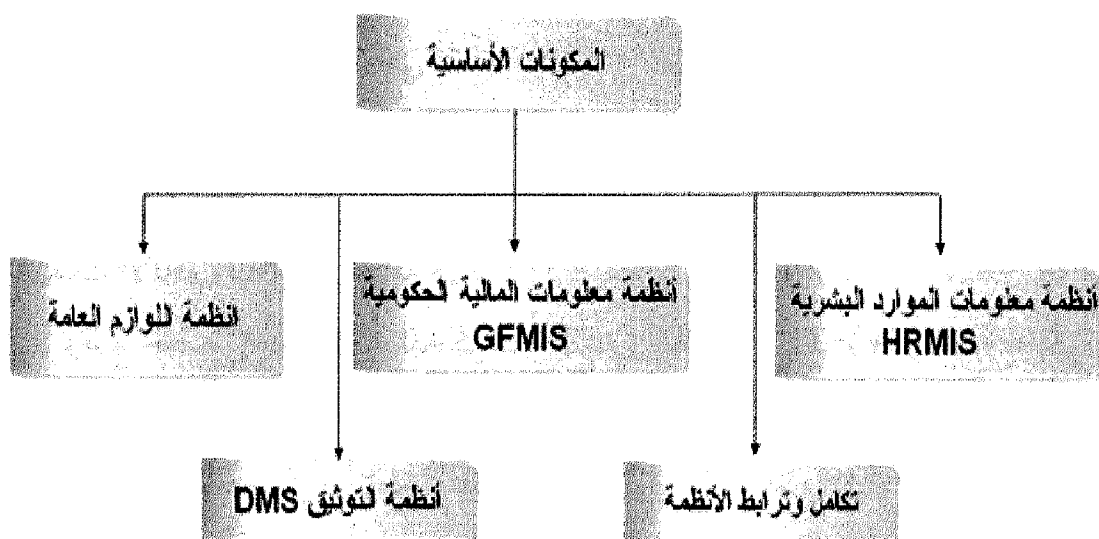 المكونات الأساسية
أنظمة معلومات الموارد البشرية
HRMIS
أنظمة معلومات المالية الحكومية
GFMIS
انظمة اللوازم العامة
تكامل وترابط الأنظمة
أنظمة التوثيق DMS